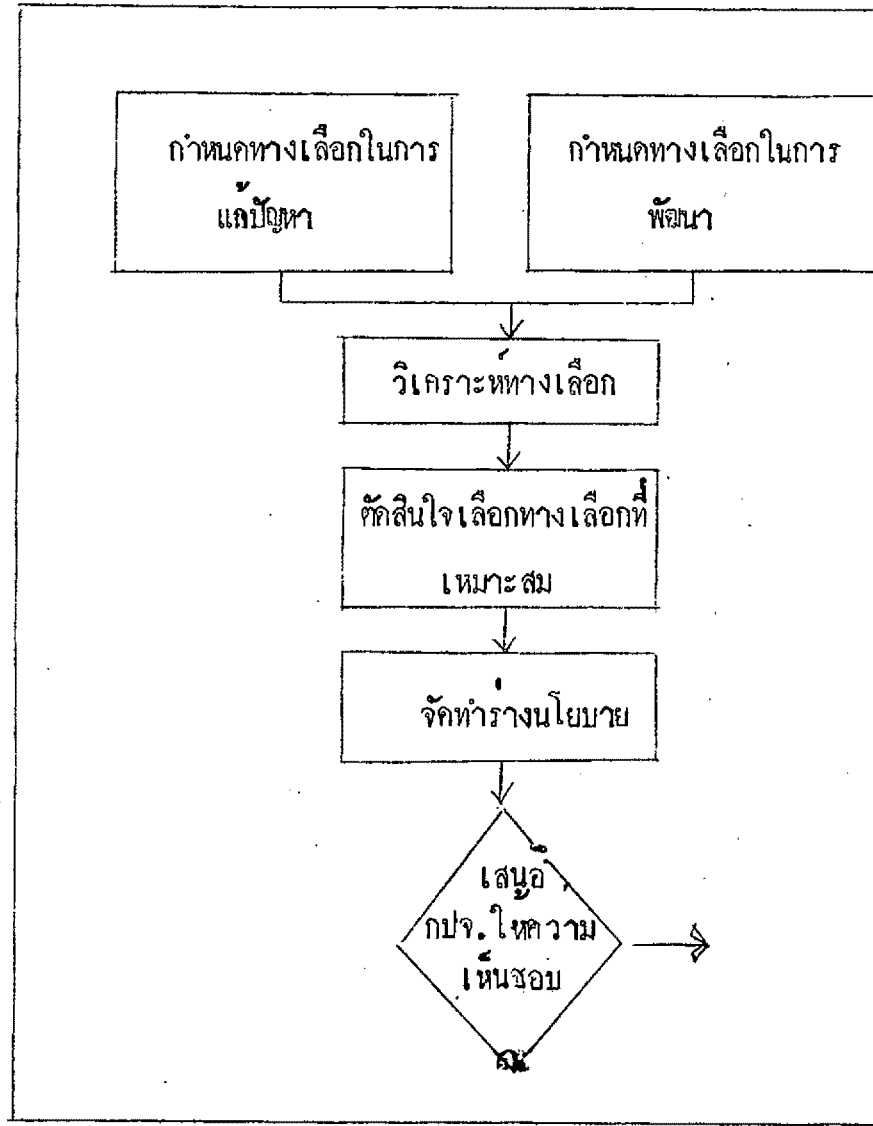 กำหนดทางเลือกในการ
แก้ปัญหา
กำหนดทางเลือกในการ
พัฒนา
วิเคราะห์ทางเลือก
ตัดสินใจเลือกทางเลือกที่
เหมาะสม
จัดทำร่างนโยบาย
เสนอ
กปจ.ให้ความ
เห็นชอบ